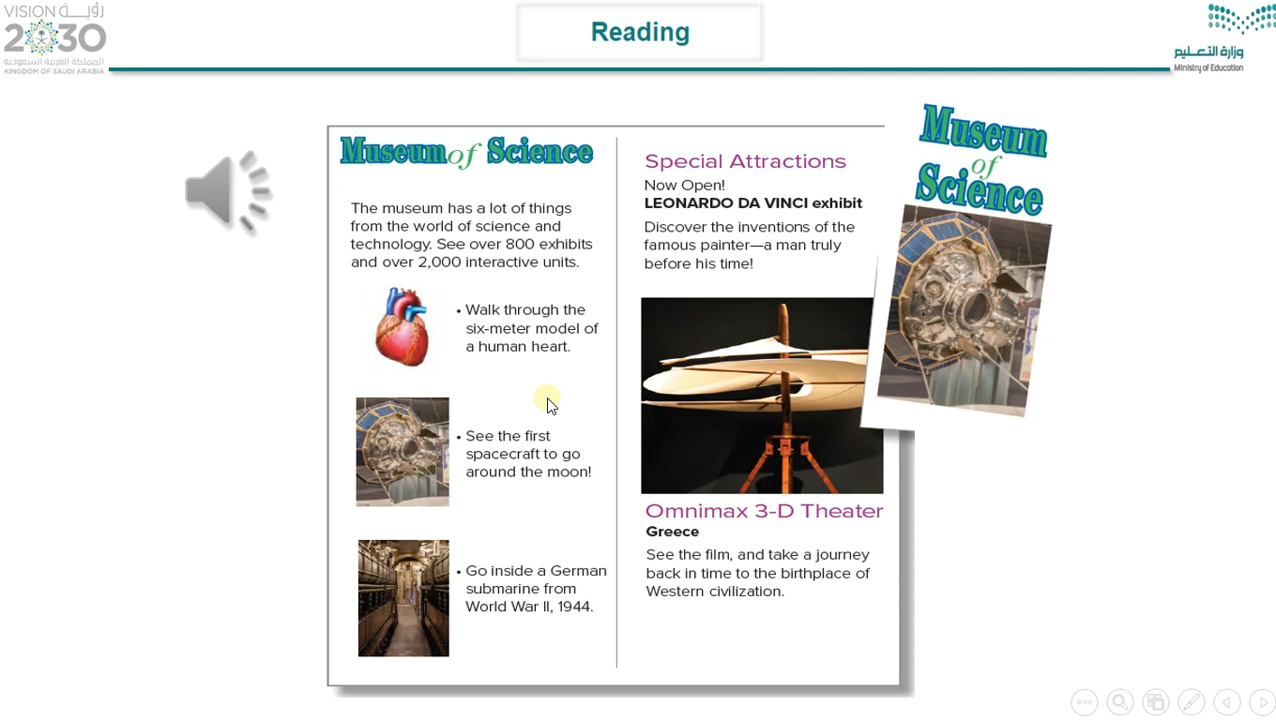 VISION رؤيـــة
2030
المملكة العربية السعودية
KINGDOM OF SAUDI ARABIA
Reading
وزارة التعليم
Ministry of Education
Museum of Science
The museum has a lot of things
from the world of science and
technology. See over 800 exhibits
and over 2,000 interactive units.
• Walk through the
six-meter model of
a human heart.
• See the first
spacecraft to go
around the moon!
• Go inside a German
submarine from
World War II, 1944.
Special Attractions
Now Open!
LEONARDO DA VINCI exhibit
Discover the inventions of the
famous painter—a man truly
before his time!
Omnimax 3-D Theater
Greece
See the film, and take a journey
back in time to the birthplace of
Western civilization.
Museum
of
Science